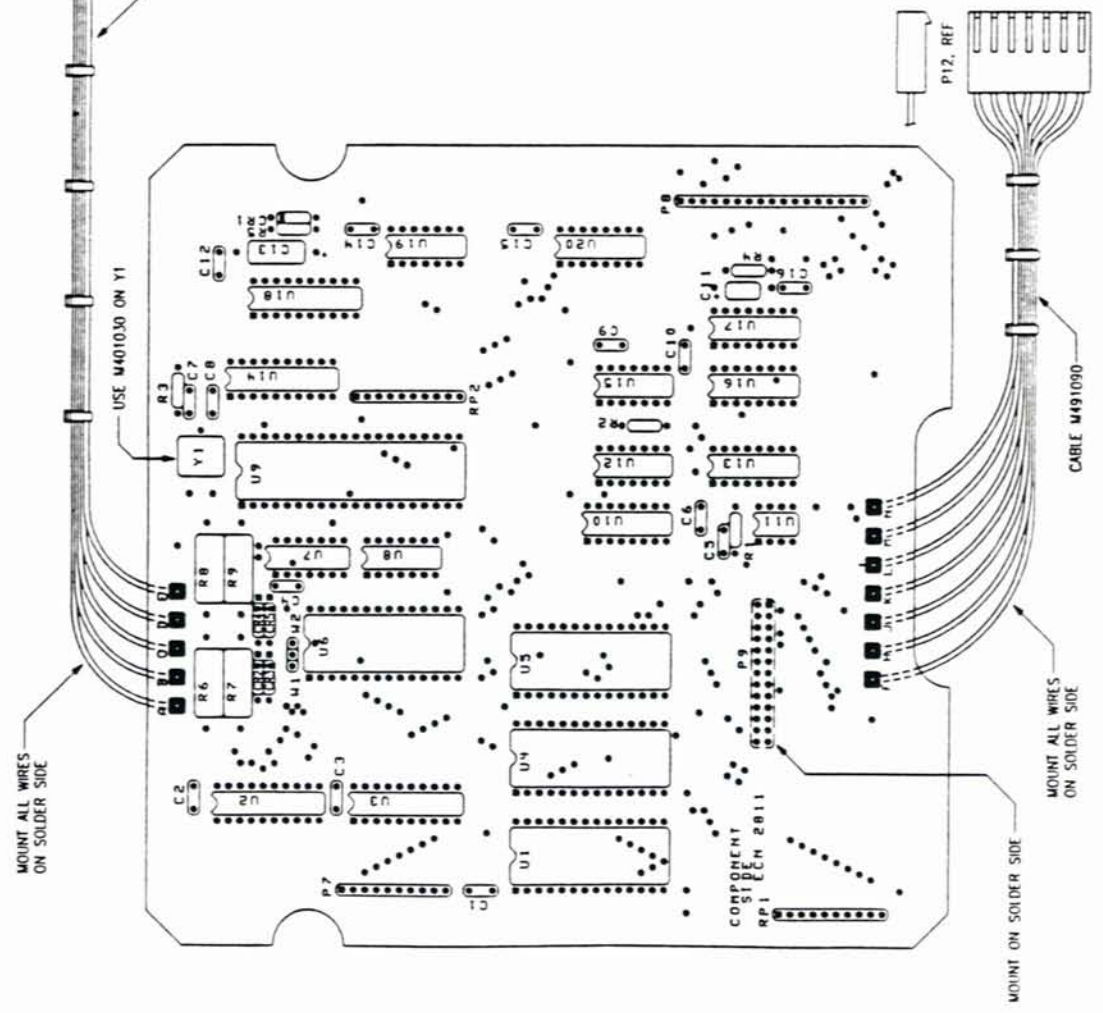 P12, REF
USE M401030 ON Y1
MOUNT ALL WIRES
ON SOLDER SIDE
CABLE M491090
MOUNT ALL WIRES
ON SOLDER SIDE
MOUNT ON SOLDER SIDE
COMPONENT
SIDE
ECN 2811
C12
C13
C14
U19
C15
U20
P8
U18
R4
C16
U17
C9
C10
R3
C7
C8
U14
RP2
U15
U16
Y1
U9
R2
U12
U13
U10
C6
C5
U11
R8
R9
U7
U8
W2
W1
U6
R6
R7
U5
P9
U4
C2
U2
C3
U3
P7
C1
U1
RP1
N
M
L
K
J
H